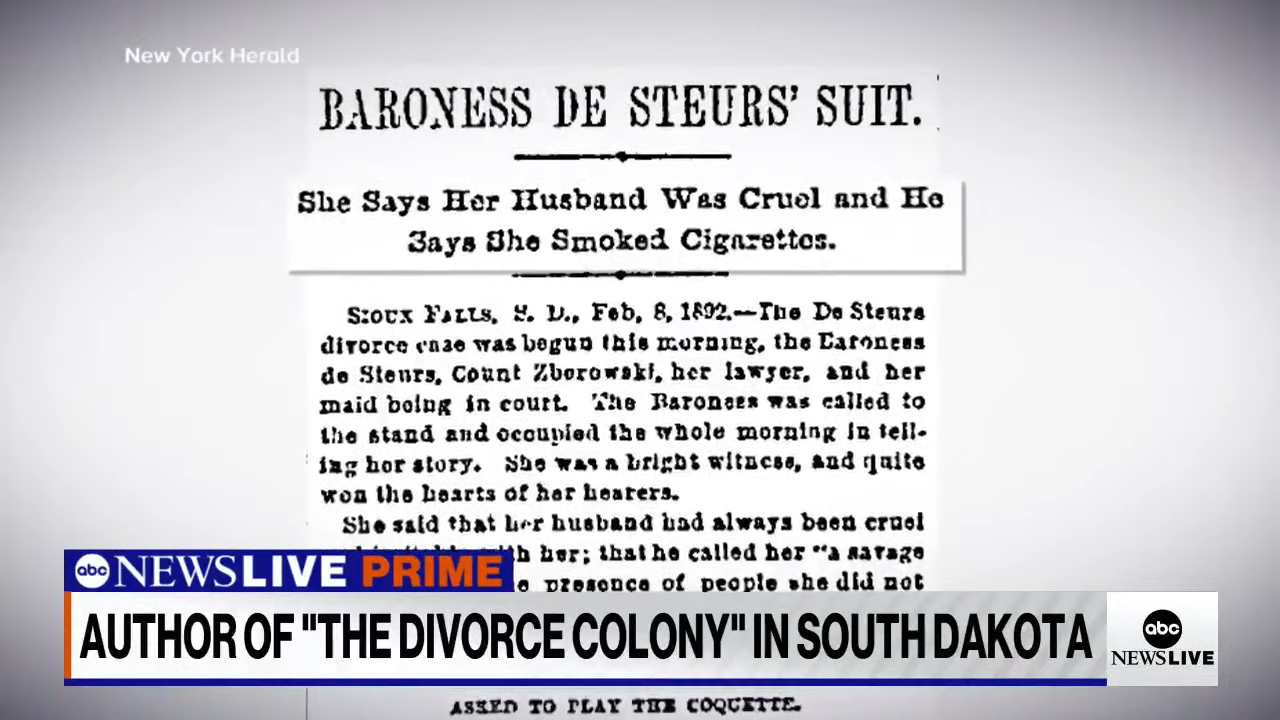 New York Herald
BARONESS DE STEURS' SUIT.
She Says Her Husband Was Cruel and He
Says She Smoked Cigarettes.
SIOUX FALLS, S. D., Feb. 8, 1892.—The De Steurs
divorce case was begun this morning, the Baroness
de Steurs, Count Zborowski, her lawyer, and her
maid being in court. The Baroness was called to
the stand and occupied the whole morning in tell-
ing her story. She was a bright witness, and quite
won the hearts of her hearers.
She said that her husband had always been cruel
with her; that he called her "a savage
presence of people she did not
abc NEWS LIVE PRIME
AUTHOR OF "THE DIVORCE COLONY" IN SOUTH DAKOTA
abc
NEWS LIVE
ASKED TO PLAY THE COQUETTE.